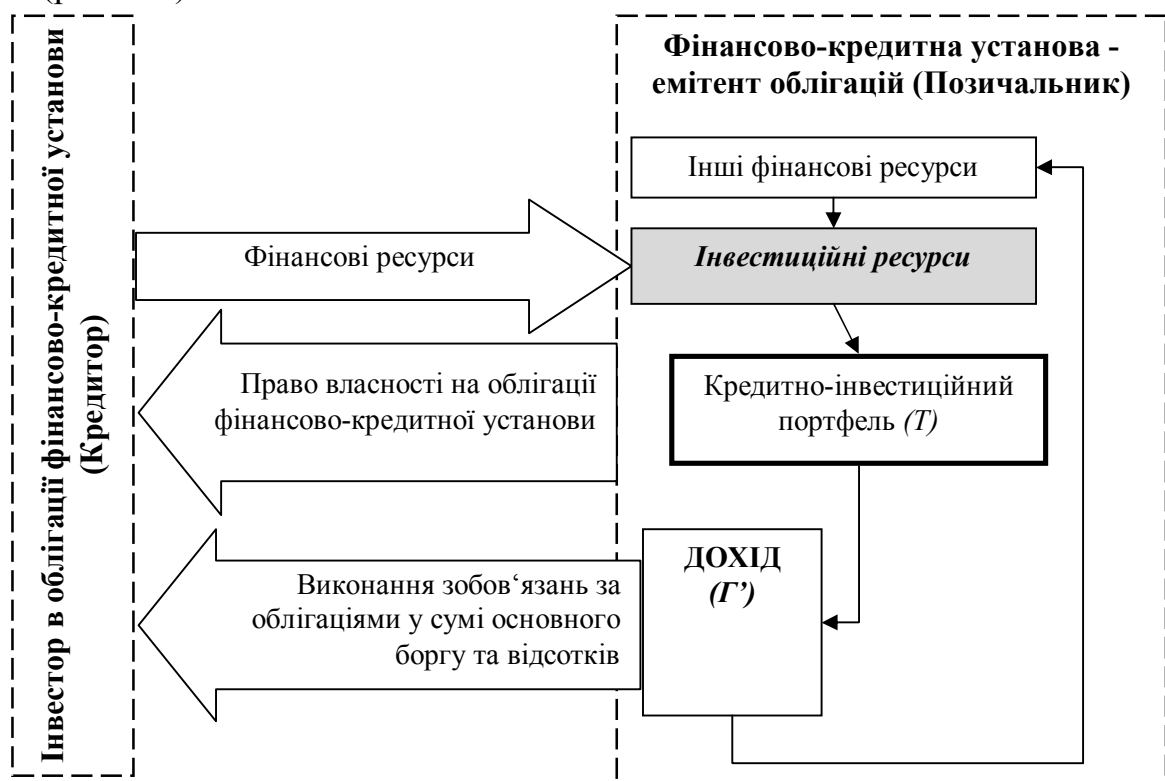 Інвестор в облігації фінансово-кредитної установи
(Кредитор)
Фінансово-кредитна установа -
емітент облігацій (Позичальник)
Інші фінансові ресурси
Фінансові ресурси
Інвестиційні ресурси
Право власності на облігації
фінансово-кредитної установи
Кредитно-інвестиційний
портфель (Т)
Виконання зобов‘язань за
облігаціями у сумі основного
боргу та відсотків
ДОХІД
(Г’)